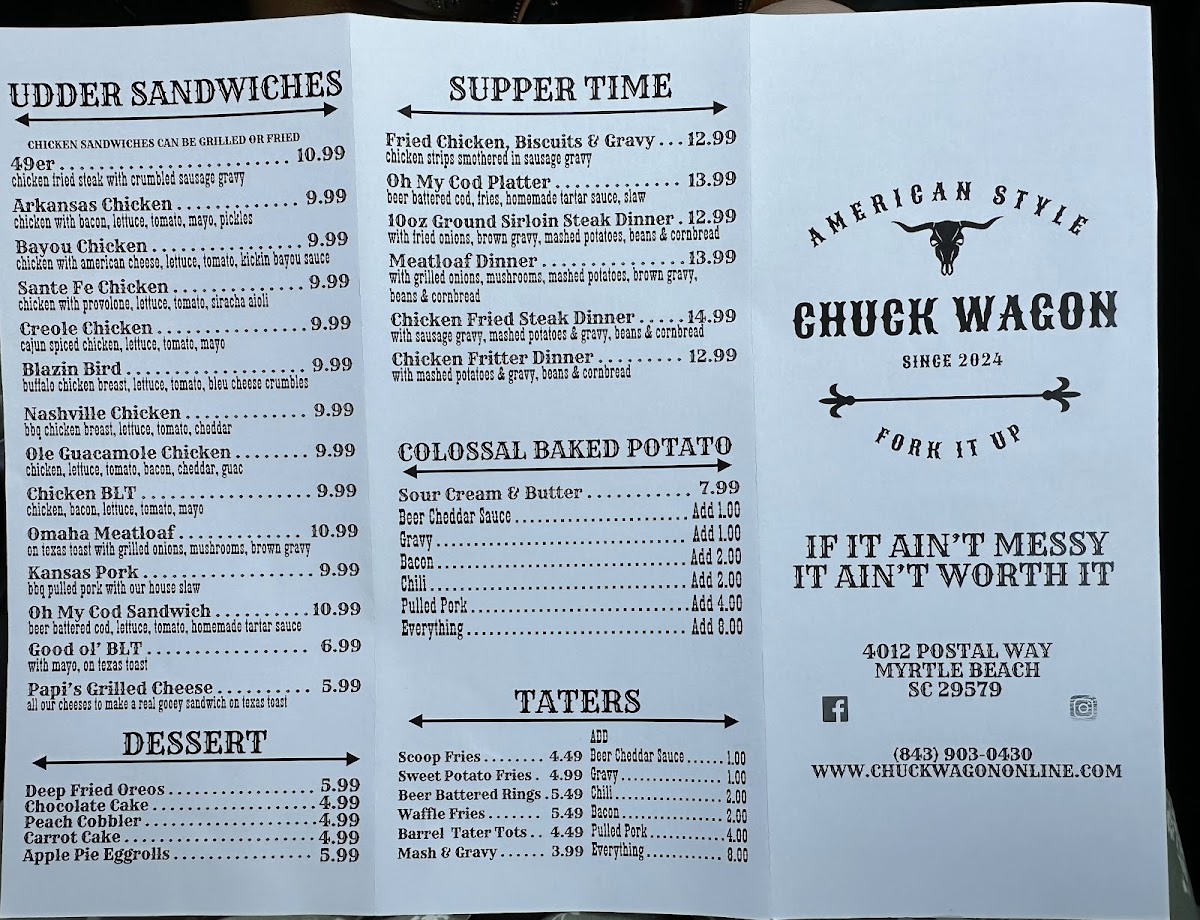 UDDER SANDWICHES
CHICKEN SANDWICHES CAN BE GRILLED OR FRIED
49er ........................ 10.99
chicken fried steak with crumbled sausage gravy
Arkansas Chicken ............. 9.99
chicken with bacon, lettuce, tomato, mayo, pickles
Bayou Chicken ................ 9.99
chicken with american cheese, lettuce, tomato, kickin bayou sauce
Sante Fe Chicken ............. 9.99
chicken with provolone, lettuce, tomato, siracha aioli
Creole Chicken ............... 9.99
cajun spiced chicken, lettuce, tomato, mayo
Blazin Bird .................. 9.99
buffalo chicken breast, lettuce, tomato, bleu cheese crumbles
Nashville Chicken ............ 9.99
bbq chicken breast, lettuce, tomato, cheddar
Ole Guacamole Chicken ........ 9.99
chicken, lettuce, tomato, bacon, cheddar, guac
Chicken BLT .................. 9.99
chicken, bacon, lettuce, tomato, mayo
Omaha Meatloaf ............... 10.99
on texas toast with grilled onions, mushrooms, brown gravy
Kansas Pork .................. 9.99
bbq pulled pork with our house slaw
Oh My Cod Sandwich .......... 10.99
beer battered cod, lettuce, tomato, homemade tartar sauce
Good ol' BLT ................. 6.99
with mayo, on texas toast
Papi's Grilled Cheese .......... 5.99
all our cheeses to make a real gooey sandwich on texas toast
DESSERT
Deep Fried Oreos ............... 5.99
Chocolate Cake ................. 4.99
Peach Cobbler .................. 4.99
Carrot Cake .................... 4.99
Apple Pie Eggrolls ............. 5.99
SUPPER TIME
Fried Chicken, Biscuits & Gravy ... 12.99
chicken strips smothered in sausage gravy
Oh My Cod Platter ............ 13.99
beer battered cod, fries, homemade tartar sauce, slaw
10oz Ground Sirloin Steak Dinner . 12.99
with fried onions, brown gravy, mashed potatoes, beans & cornbread
Meatloaf Dinner .............. 13.99
with grilled onions, mushrooms, mashed potatoes, brown gravy,
beans & cornbread
Chicken Fried Steak Dinner ..... 14.99
with sausage gravy, mashed potatoes & gravy, beans & cornbread
Chicken Fritter Dinner ......... 12.99
with mashed potatoes & gravy, beans & cornbread
COLOSSAL BAKED POTATO
Sour Cream & Butter ........... 7.99
Beer Cheddar Sauce ............ Add 1.00
Gravy ......................... Add 1.00
Bacon ......................... Add 2.00
Chili ......................... Add 2.00
Pulled Pork ................... Add 4.00
Everything .................... Add 8.00
TATERS
ADD
Scoop Fries ........ 4.49 Beer Cheddar Sauce ...... 1.00
Sweet Potato Fries . 4.99 Gravy ............ 1.00
Beer Battered Rings . 5.49 Chili ............ 2.00
Waffle Fries ....... 5.49 Bacon ............ 2.00
Barrel Tater Tots .. 4.49 Pulled Pork ............ 4.00
Mash & Gravy ...... 3.99 Everything ............ 8.00
AMERICAN STYLE
CHUCK WAGON
SINCE 2024
FORK IT UP
IF IT AIN'T MESSY
IT AIN'T WORTH IT
4012 POSTAL WAY
MYRTLE BEACH
SC 29579
f
(843) 903-0430
WWW.CHUCKWAGONONLINE.COM